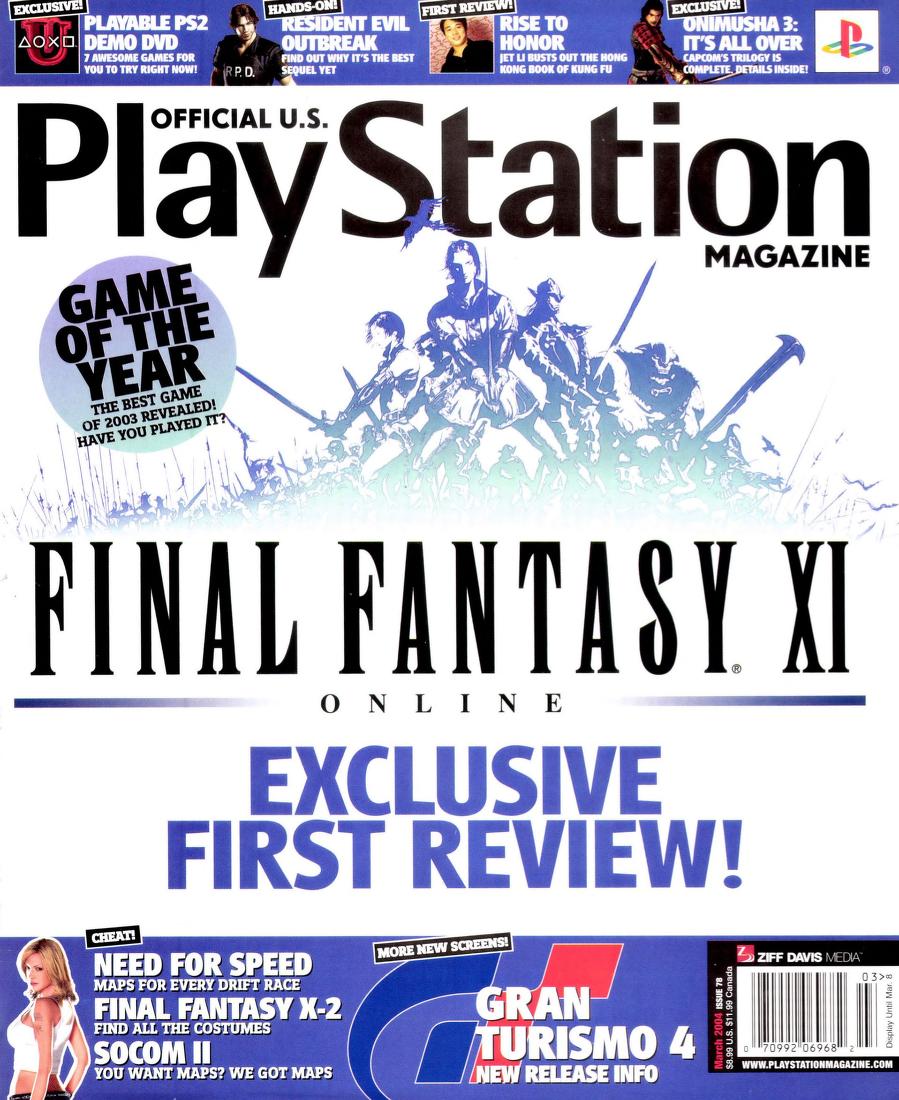 EXCLUSIVE!
PLAYABLE PS2
DEMO DVD
7 AWESOME GAMES FOR
YOU TO TRY RIGHT NOW!
HANDS-ON!
RESIDENT EVIL
OUTBREAK
FIND OUT WHY IT'S THE BEST
SEQUEL YET
R.P.D.
FIRST REVIEW!
RISE TO
HONOR
JET LI BUSTS OUT THE HONG
KONG BOOK OF KUNG FU
EXCLUSIVE!
ONIMUSHA 3:
IT'S ALL OVER
CAPCOM'S TRILOGY IS
COMPLETE. DETAILS INSIDE!
®
OFFICIAL U.S.
PlayStation
MAGAZINE
GAME
OF THE
YEAR
THE BEST GAME
OF 2003 REVEALED!
HAVE YOU PLAYED IT?
FINAL FANTASY® XI
ONLINE
EXCLUSIVE
FIRST REVIEW!
CHEAT!
NEED FOR SPEED
MAPS FOR EVERY DRIFT RACE
FINAL FANTASY X-2
FIND ALL THE COSTUMES
SOCOM II
YOU WANT MAPS? WE GOT MAPS
MORE NEW SCREENS!
GRAN
TURISMO 4
NEW RELEASE INFO
March 2004 ISSUE 78
$8.99 U.S. $11.99 Canada
ZIFF DAVIS MEDIA™
03>
0 70992 06968 2
8
Display Until Mar.
WWW.PLAYSTATIONMAGAZINE.COM